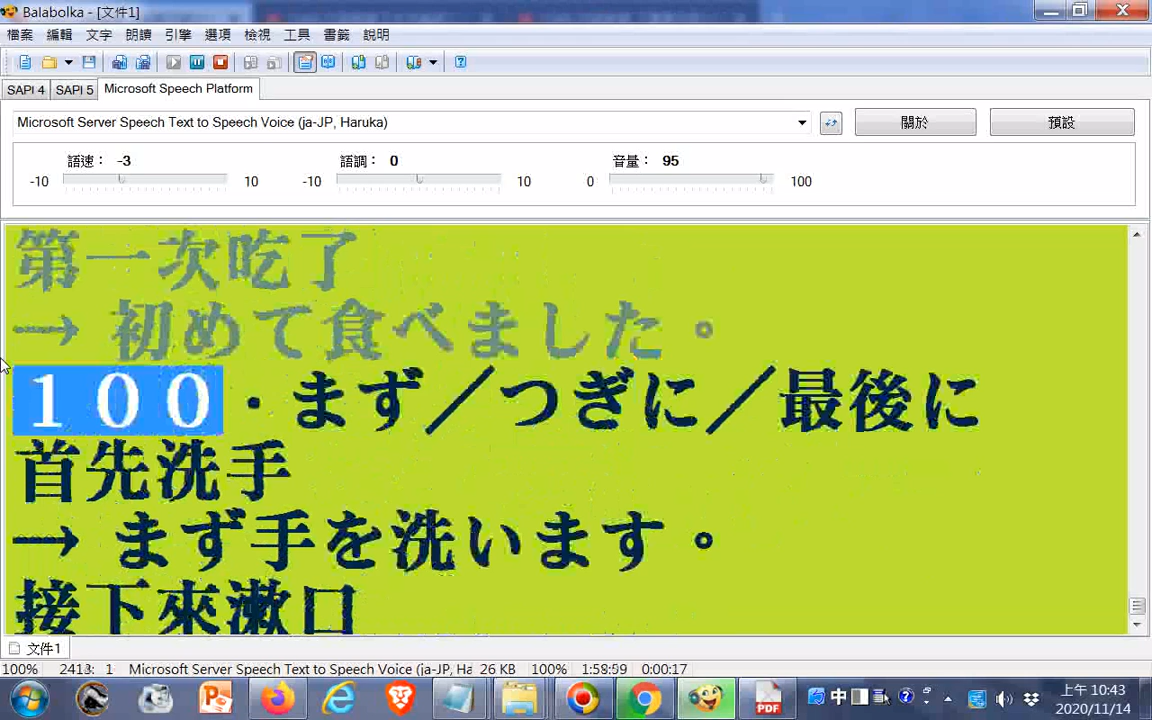 Balabolka - [文件1]
檔案 編輯 文字 朗讀 引擎 選項 檢視 工具 書籤 說明
SAPI 4 SAPI 5 Microsoft Speech Platform
Microsoft Server Speech Text to Speech Voice (ja-JP, Haruka) 關於 預設
語速： -3 語調： 0 音量： 95
-10 10 -10 10 0 100
第一次吃了
→ 初めて食べました。
１００．まず／つぎに／最後に
首先洗手
→ まず手を洗います。
接下來漱口
文件1
100% 2413: 1 Microsoft Server Speech Text to Speech Voice (ja-JP, Ha 26 KB 100% 1:58:59 0:00:17
中 上午 10:43
2020/11/14
PDF